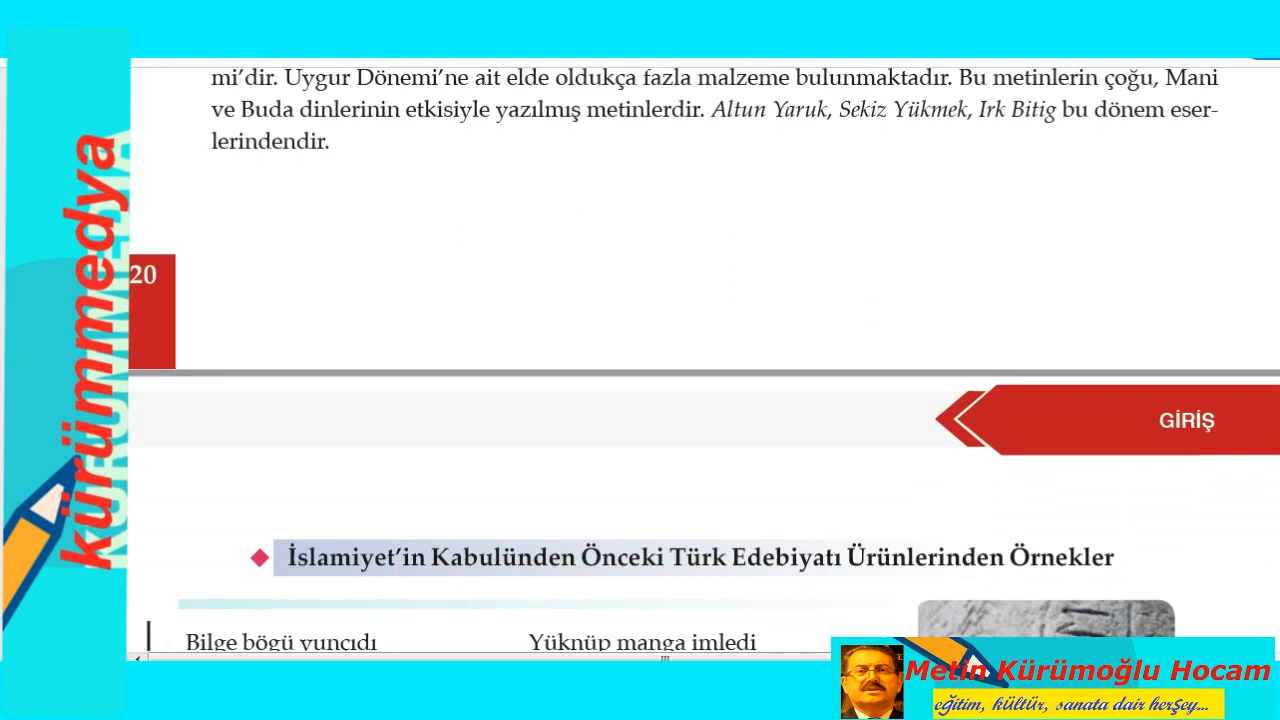 mi’dir. Uygur Dönemi’ne ait elde oldukça fazla malzeme bulunmaktadır. Bu metinlerin çoğu, Mani
ve Buda dinlerinin etkisiyle yazılmış metinlerdir. Altun Yaruk, Sekiz Yükmek, Irk Bitig bu dönem eser-
lerindendir.
20
kürümmedya
GİRİŞ
İslamiyet’in Kabulünden Önceki Türk Edebiyatı Ürünlerinden Örnekler
Bilge bögü yunçıdı
Yüknüp manga imledi
Metin Kürümoğlu Hocam
eğitim, kültür, sanata dair herşey...